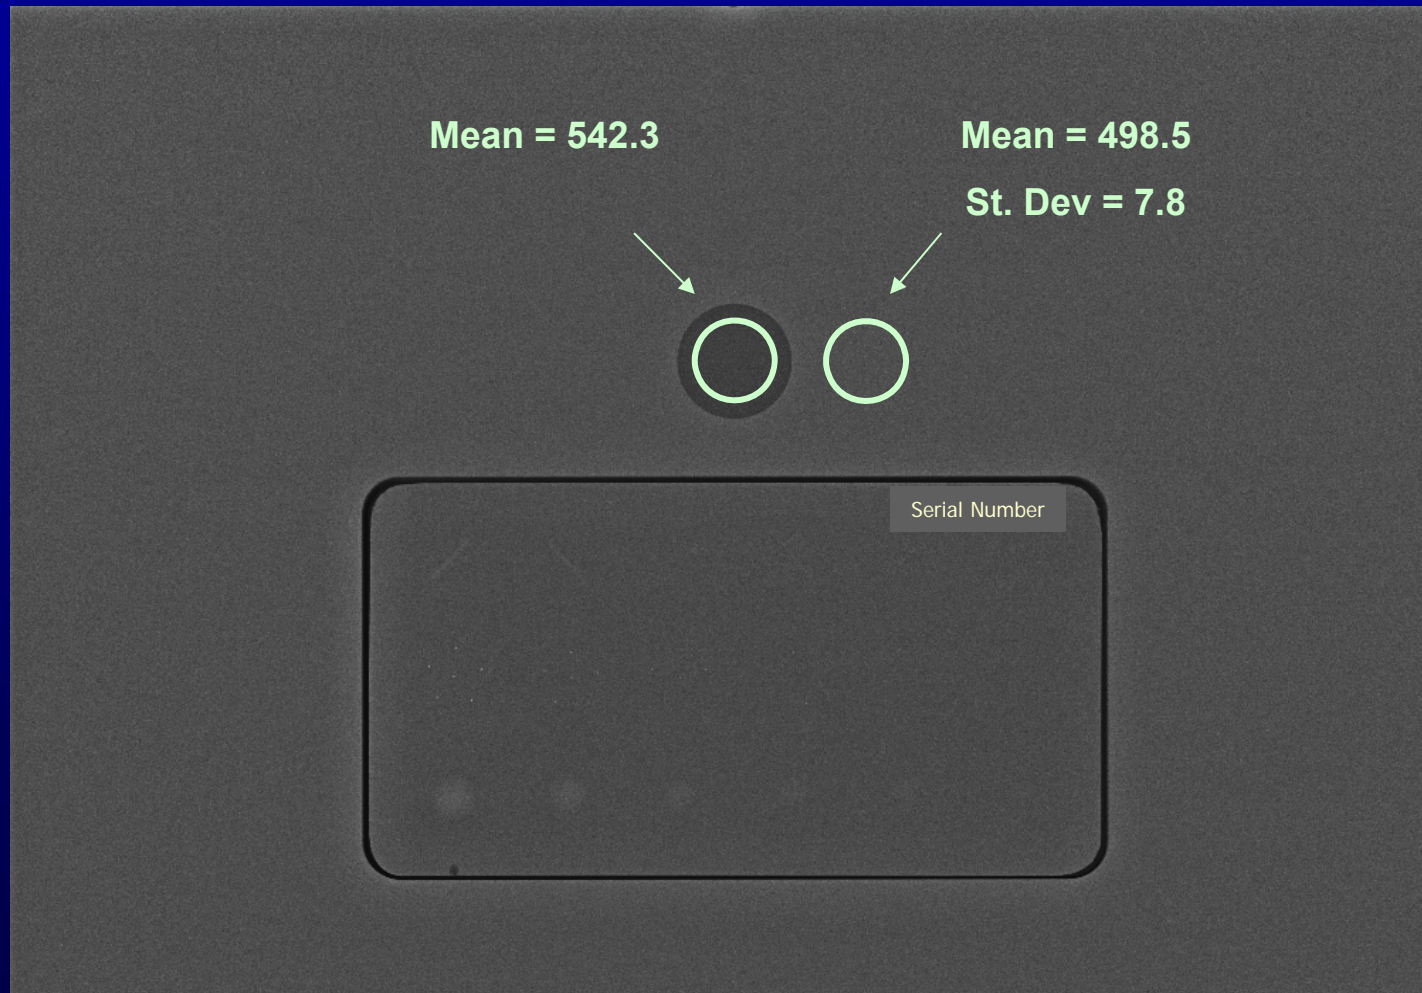 Mean = 542.3
Mean = 498.5
St. Dev = 7.8
Serial Number